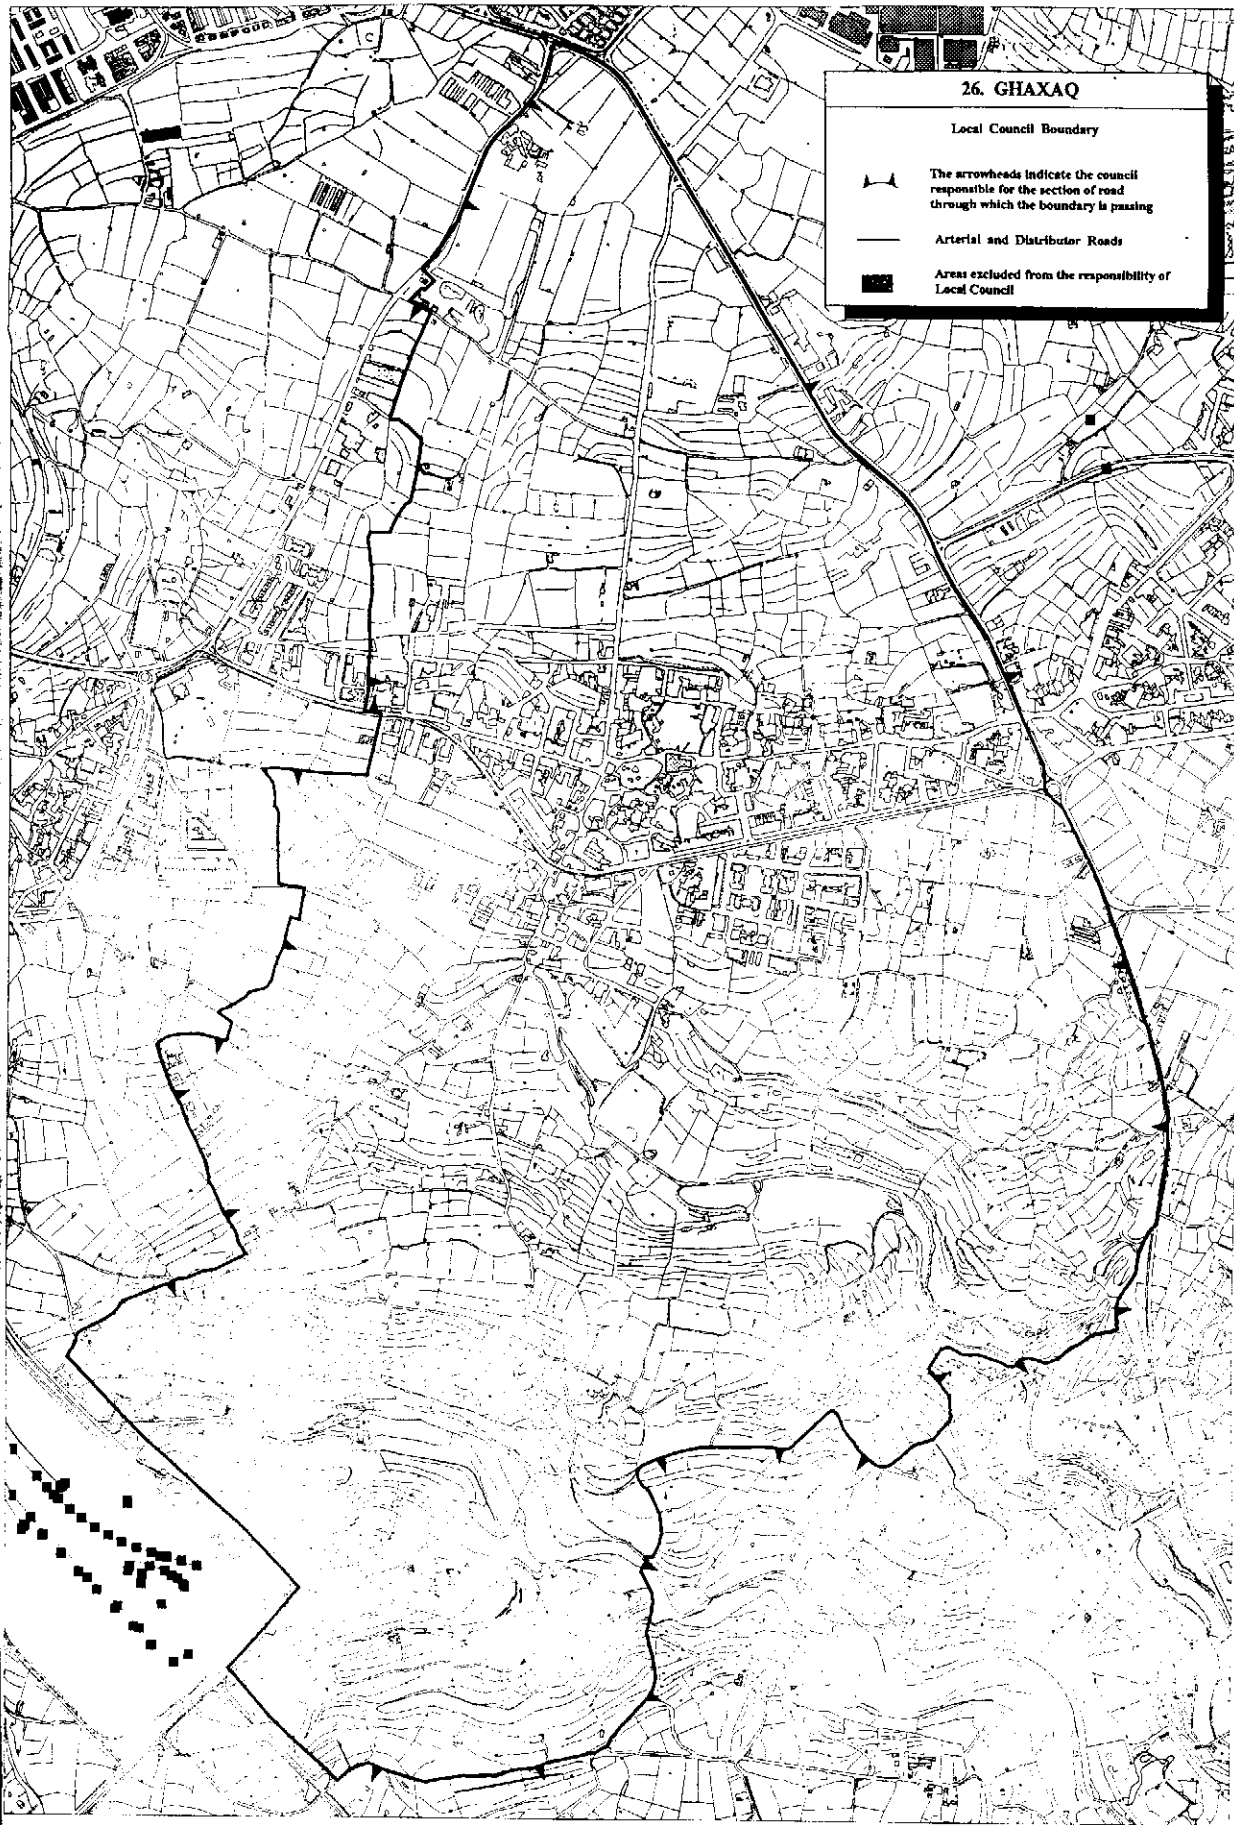 26. GHAXAQ
Local Council Boundary
The arrowheads indicate the council
responsible for the section of road
through which the boundary is passing
Arterial and Distributor Roads
Areas excluded from the responsibility of
Local Council